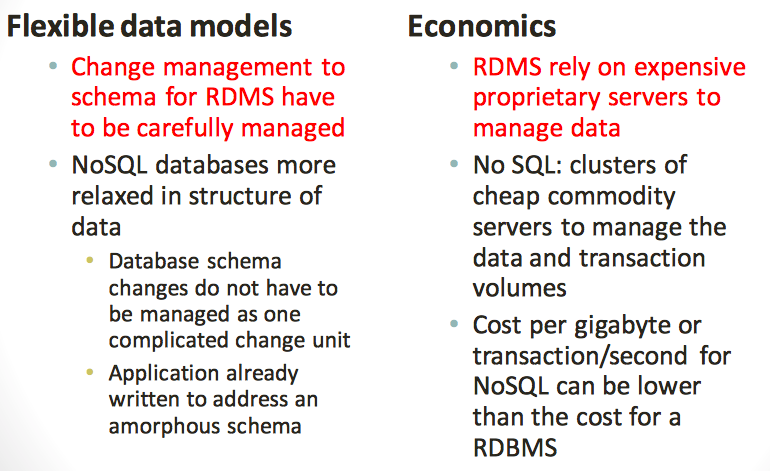 Flexible data models
• Change management to
schema for RDMS have
to be carefully managed
• NoSQL databases more
relaxed in structure of
data
• Database schema
changes do not have to
be managed as one
complicated change unit
• Application already
written to address an
amorphous schema
Economics
• RDMS rely on expensive
proprietary servers to
manage data
• No SQL: clusters of
cheap commodity
servers to manage the
data and transaction
volumes
• Cost per gigabyte or
transaction/second for
NoSQL can be lower
than the cost for a
RDBMS